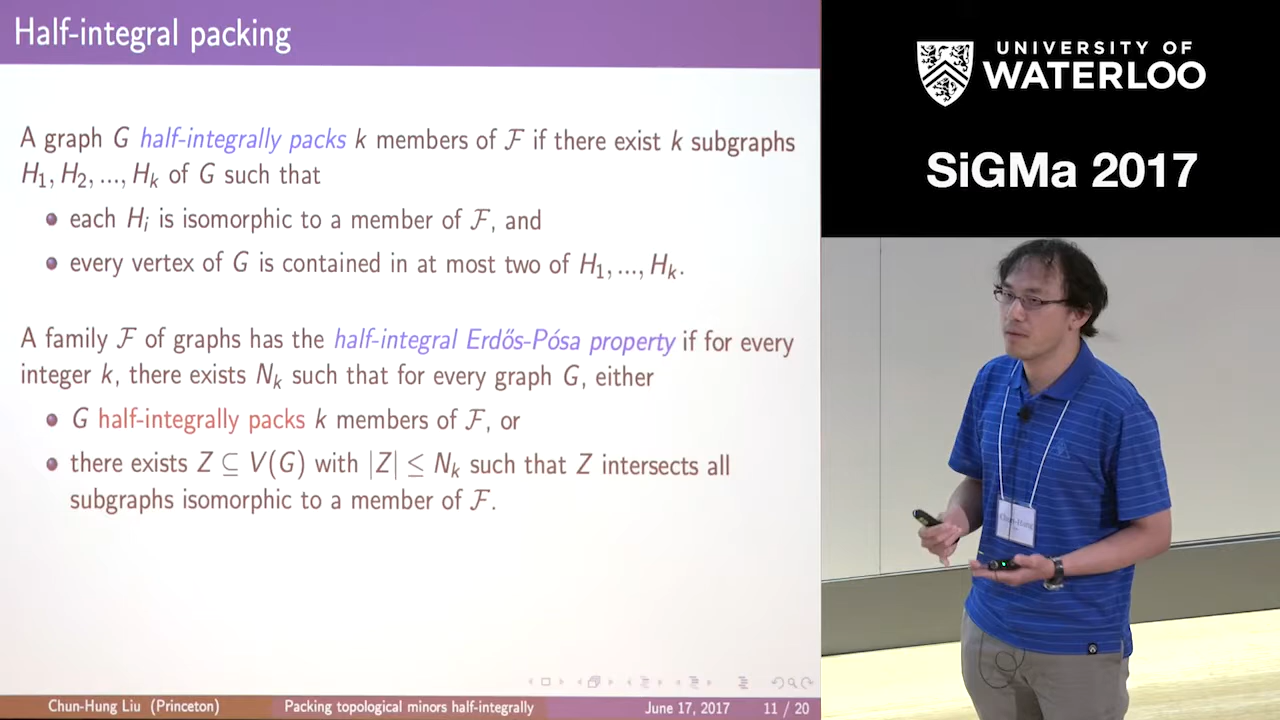 Half-integral packing
A graph G half-integrally packs k members of F if there exist k subgraphs
H₁, H₂, ..., Hₖ of G such that
each Hᵢ is isomorphic to a member of F, and
every vertex of G is contained in at most two of H₁, ..., Hₖ.
A family F of graphs has the half-integral Erdős-Pósa property if for every
integer k, there exists Nₖ such that for every graph G, either
G half-integrally packs k members of F, or
there exists Z ⊆ V(G) with |Z| ≤ Nₖ such that Z intersects all
subgraphs isomorphic to a member of F.
Chun-Hung Liu (Princeton) Packing topological minors half-integrally June 17, 2017 11 / 20
UNIVERSITY OF
WATERLOO
SiGMa 2017
Chun-Hung